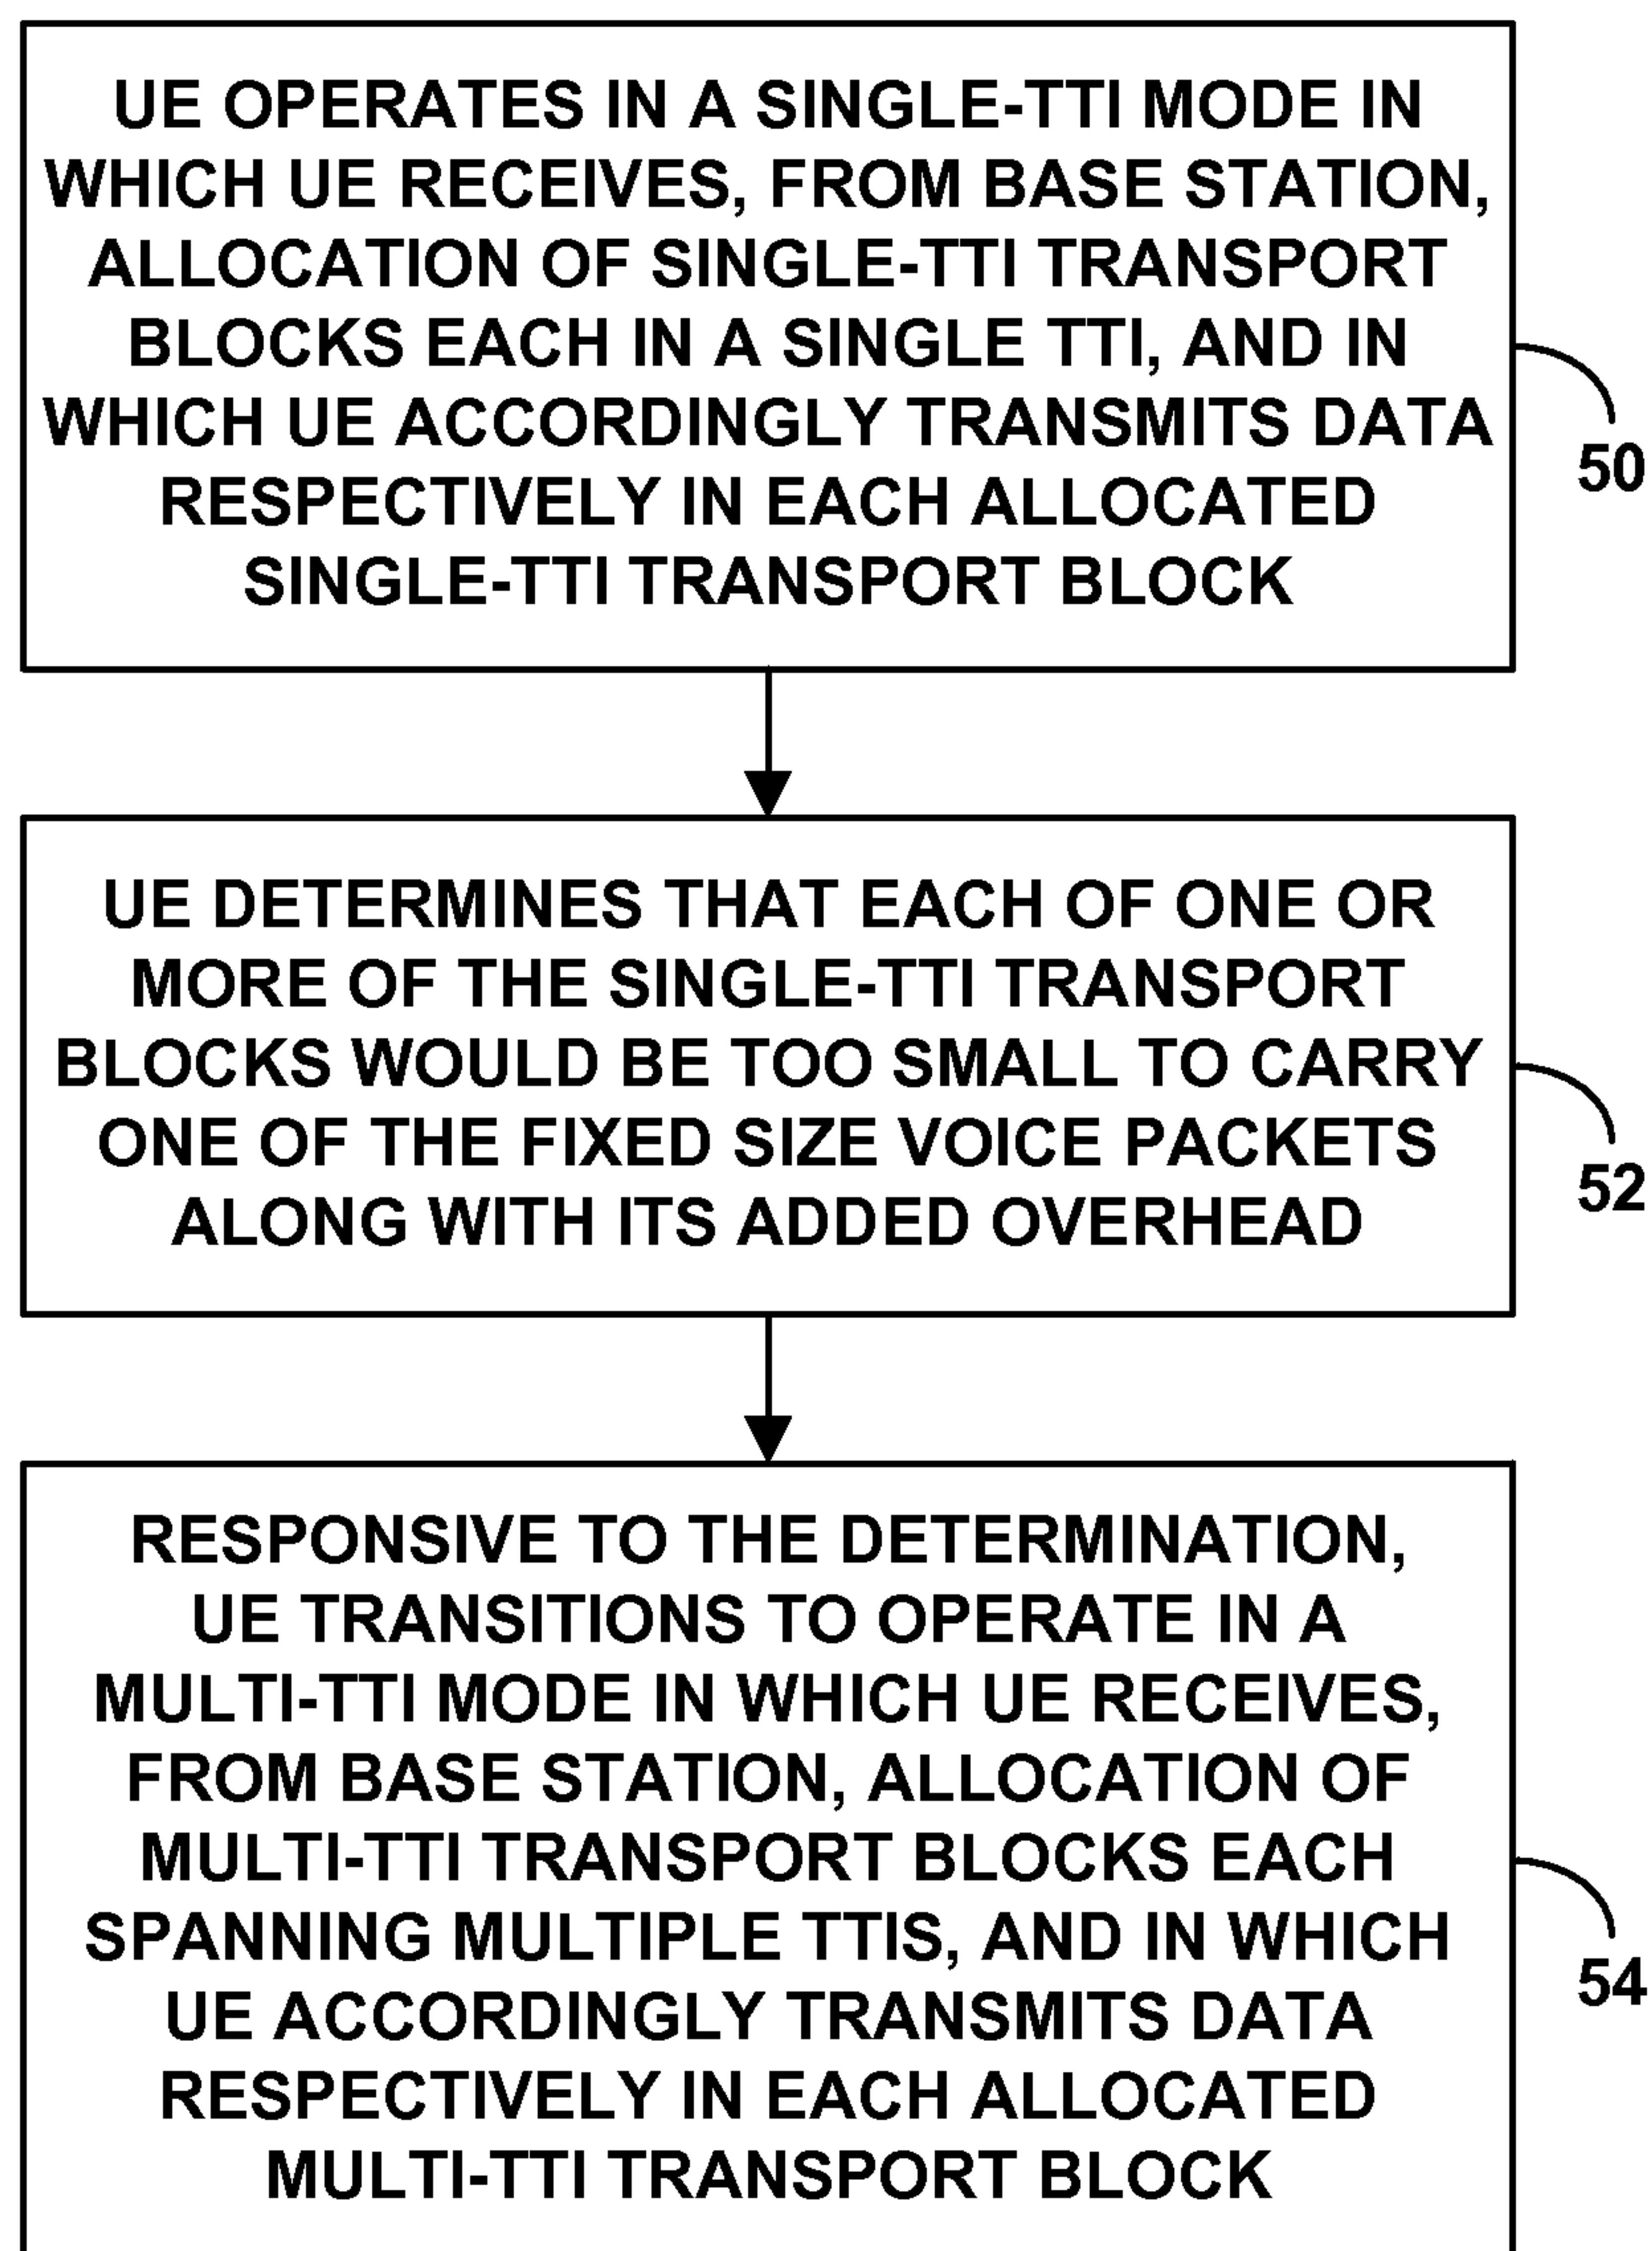 UE OPERATES IN A SINGLE-TTI MODE IN
WHICH UE RECEIVES, FROM BASE STATION,
ALLOCATION OF SINGLE-TTI TRANSPORT
BLOCKS EACH IN A SINGLE TTI, AND IN
WHICH UE ACCORDINGLY TRANSMITS DATA
RESPECTIVELY IN EACH ALLOCATED
SINGLE-TTI TRANSPORT BLOCK
50
UE DETERMINES THAT EACH OF ONE OR
MORE OF THE SINGLE-TTI TRANSPORT
BLOCKS WOULD BE TOO SMALL TO CARRY
ONE OF THE FIXED SIZE VOICE PACKETS
ALONG WITH ITS ADDED OVERHEAD
52
RESPONSIVE TO THE DETERMINATION,
UE TRANSITIONS TO OPERATE IN A
MULTI-TTI MODE IN WHICH UE RECEIVES,
FROM BASE STATION, ALLOCATION OF
MULTI-TTI TRANSPORT BLOCKS EACH
SPANNING MULTIPLE TTIS, AND IN WHICH
UE ACCORDINGLY TRANSMITS DATA
RESPECTIVELY IN EACH ALLOCATED
MULTI-TTI TRANSPORT BLOCK
54